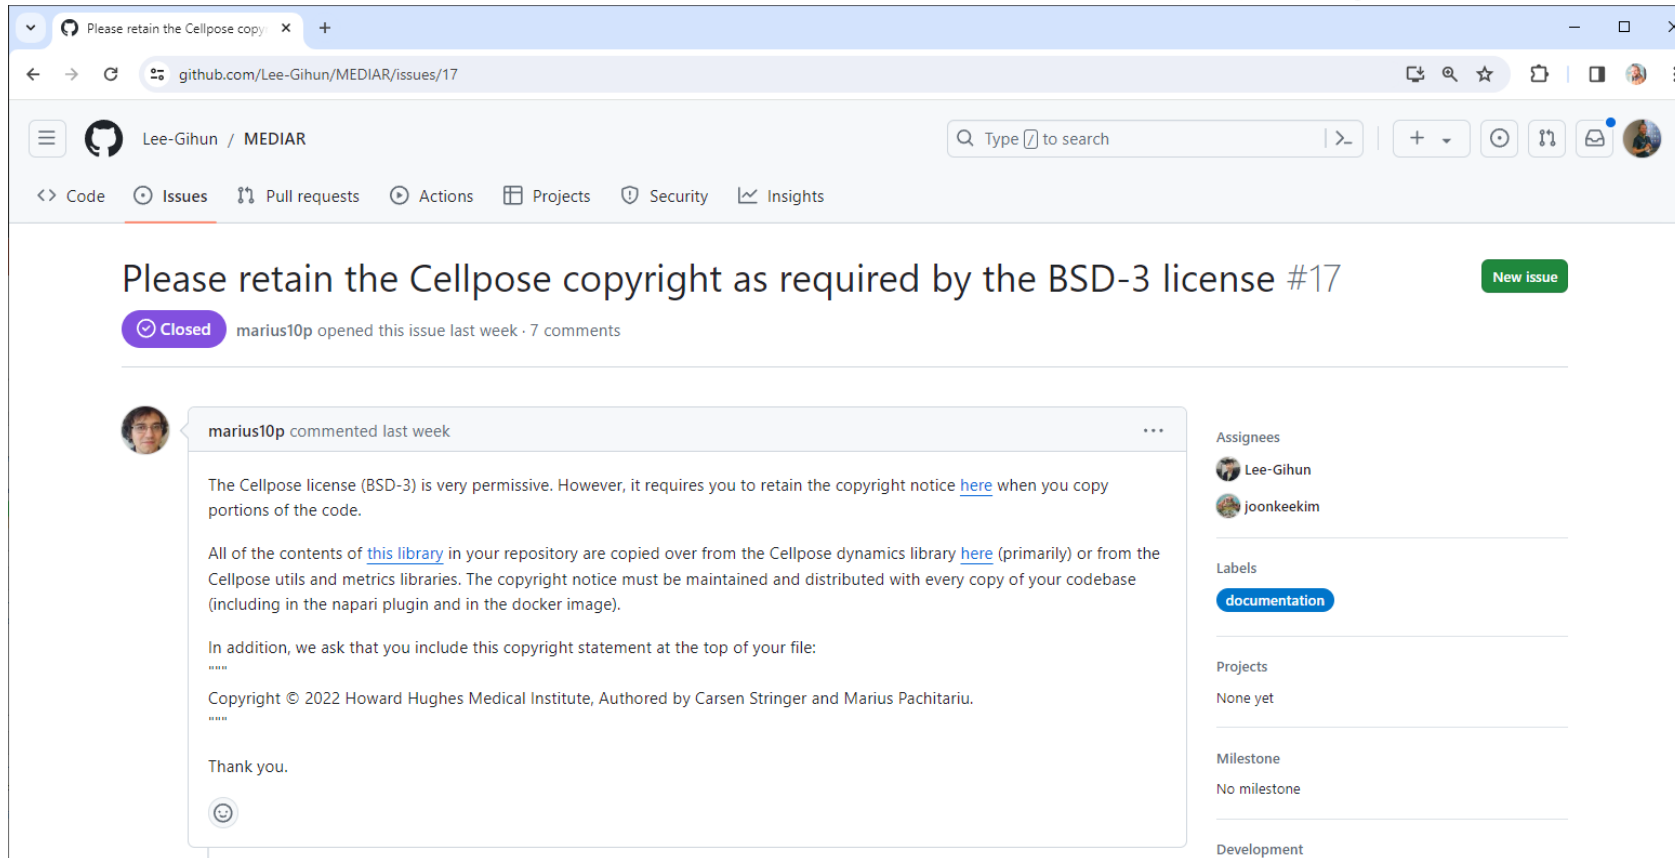 Please retain the Cellpose copy
github.com/Lee-Gihun/MEDIAR/issues/17
Lee-Gihun / MEDIAR
Type / to search
Code Issues Pull requests Actions Projects Security Insights
Please retain the Cellpose copyright as required by the BSD-3 license #17
New issue
Closed marius10p opened this issue last week · 7 comments
marius10p commented last week
The Cellpose license (BSD-3) is very permissive. However, it requires you to retain the copyright notice here when you copy
portions of the code.
All of the contents of this library in your repository are copied over from the Cellpose dynamics library here (primarily) or from the
Cellpose utils and metrics libraries. The copyright notice must be maintained and distributed with every copy of your codebase
(including in the napari plugin and in the docker image).
In addition, we ask that you include this copyright statement at the top of your file:
"""
Copyright © 2022 Howard Hughes Medical Institute, Authored by Carsen Stringer and Marius Pachitariu.
"""
Thank you.
Assignees
Lee-Gihun
joonkeekim
Labels
documentation
Projects
None yet
Milestone
No milestone
Development